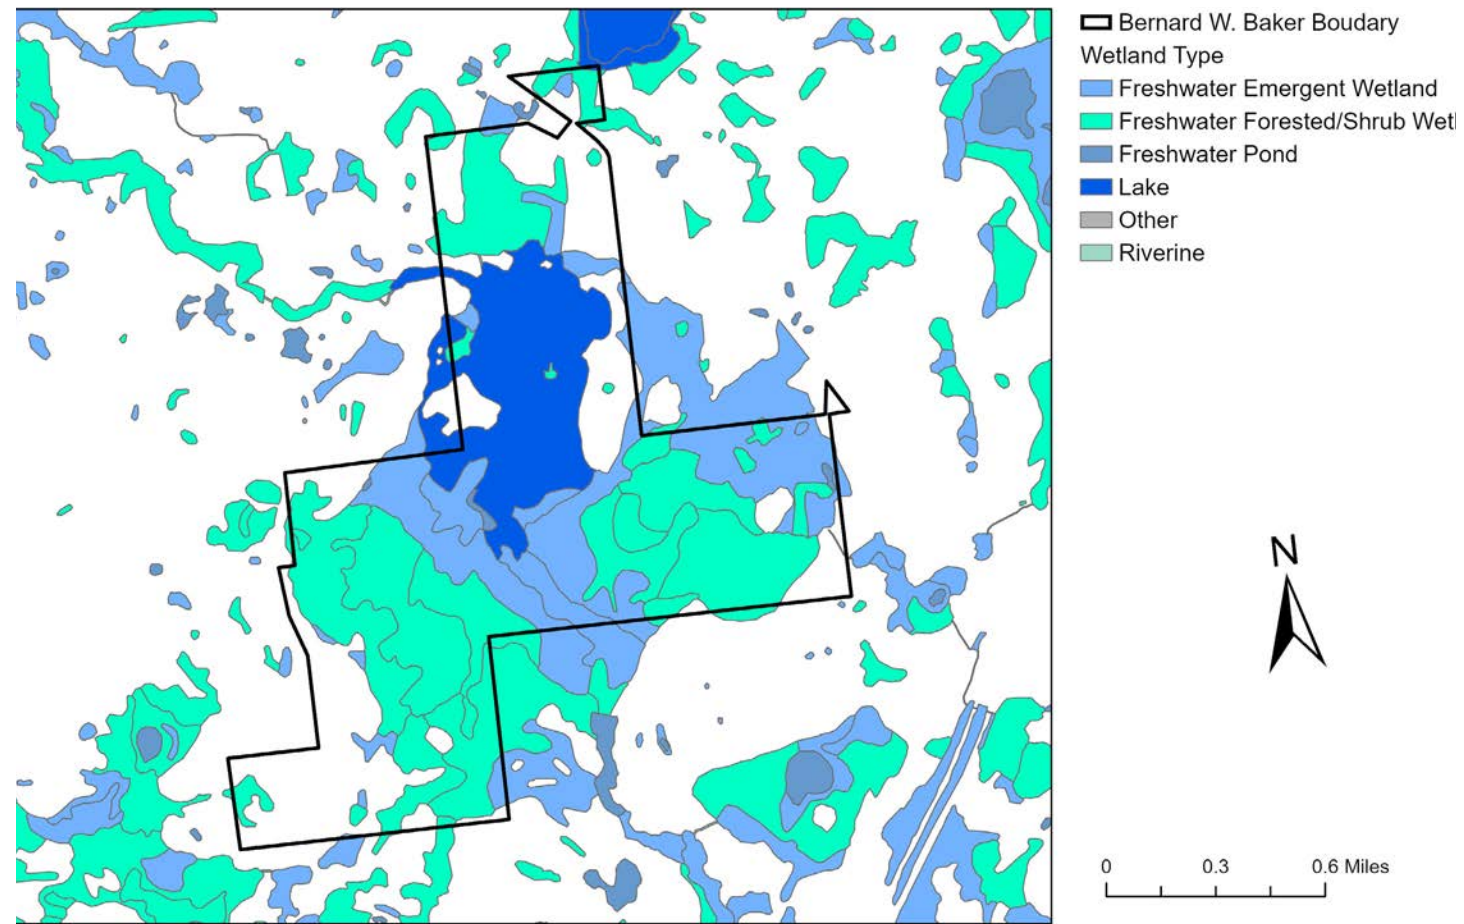 Bernard W. Baker Boudary
Wetland Type
Freshwater Emergent Wetland
Freshwater Forested/Shrub Wetl
Freshwater Pond
Lake
Other
Riverine
N
0 0.3 0.6 Miles